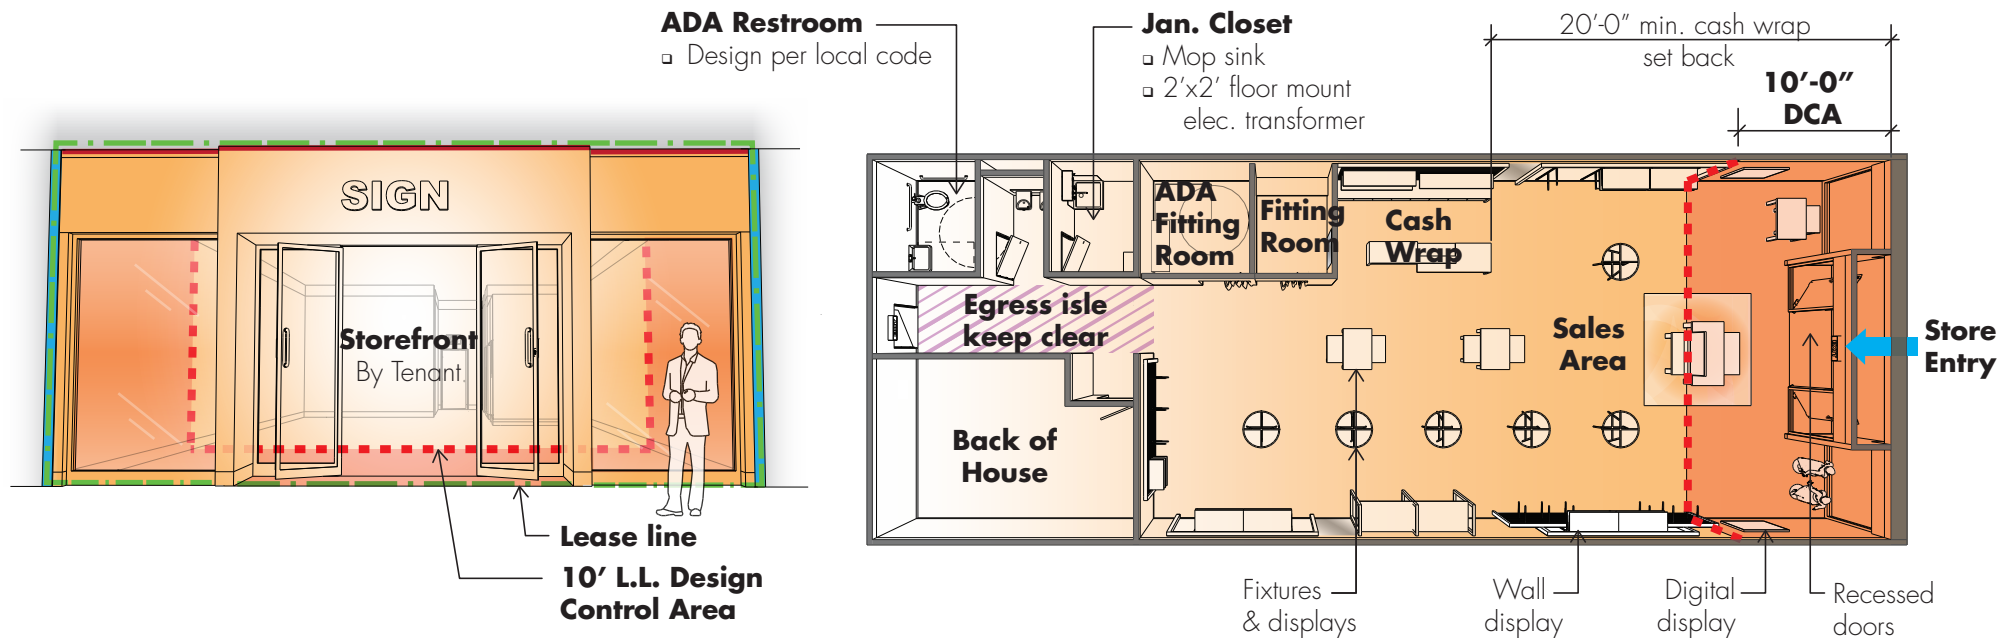 ADA Restroom
▫ Design per local code
Jan. Closet
▫ Mop sink
▫ 2’x2’ floor mount
elec. transformer
20’-0” min. cash wrap
set back
10’-0”
DCA
SIGN
Storefront
By Tenant
Lease line
10’ L.L. Design
Control Area
ADA
Fitting
Room
Fitting
Room
Cash
Wrap
Egress isle
keep clear
Back of
House
Sales
Area
Store
Entry
Fixtures
& displays
Wall
display
Digital
display
Recessed
doors